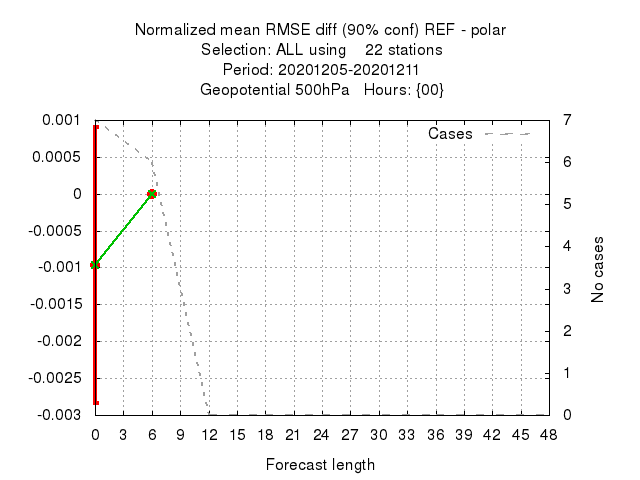 Normalized mean RMSE diff (90% conf) REF - polar
Selection: ALL using    22 stations
Period: 20201205-20201211
Geopotential 500hPa   Hours: {00}
Cases
0.001
0.0005
0
-0.0005
-0.001
-0.0015
-0.002
-0.0025
-0.003
7
6
5
4
3
2
1
0
No cases
0 3 6 9 12 15 18 21 24 27 30 33 36 39 42 45 48
Forecast length